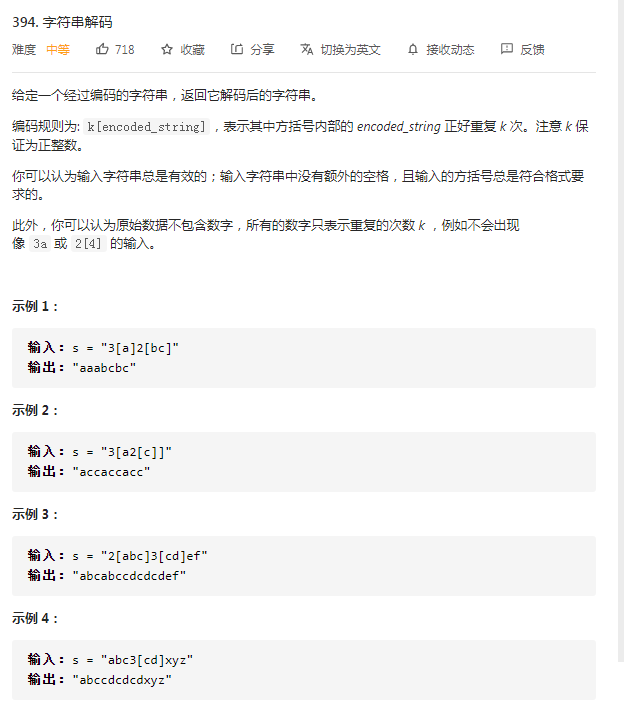 394. 字符串解码
难度 中等 718 收藏 分享 切换为英文 接收动态 反馈
给定一个经过编码的字符串，返回它解码后的字符串。
编码规则为: k[encoded_string]，表示其中方括号内部的 encoded_string 正好重复 k 次。注意 k 保
证为正整数。
你可以认为输入字符串总是有效的；输入字符串中没有额外的空格，且输入的方括号总是符合格式要
求的。
此外，你可以认为原始数据不包含数字，所有的数字只表示重复的次数 k ，例如不会出现
像 3a 或 2[4] 的输入。
示例 1：
输入：s = "3[a]2[bc]"
输出："aaabcbc"
示例 2：
输入：s = "3[a2[c]]"
输出："accaccacc"
示例 3：
输入：s = "2[abc]3[cd]ef"
输出："abcabccdcdcdef"
示例 4：
输入：s = "abc3[cd]xyz"
输出："abccdcdcdxyz"